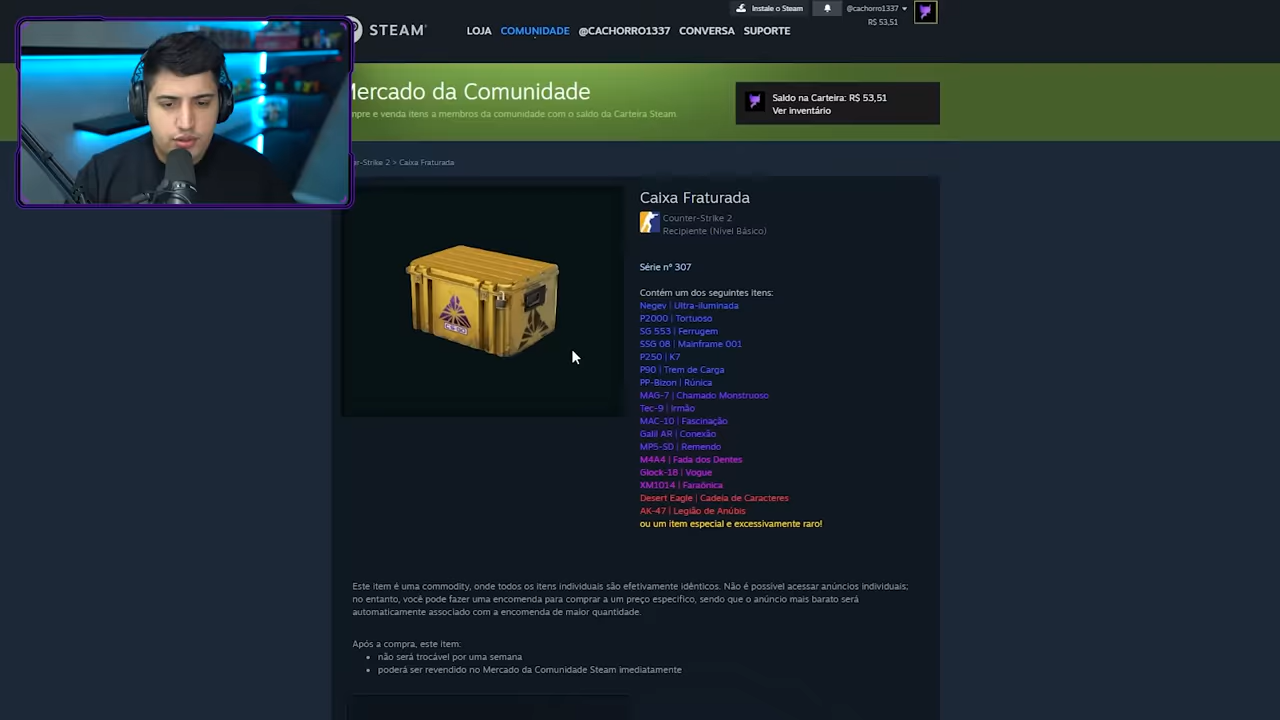 Instale o Steam
@cachorro1337
R$ 53,51
STEAM
LOJA COMUNIDADE @CACHORRO1337 CONVERSA SUPORTE
Mercado da Comunidade
e venda itens a membros da comunidade com o saldo da Carteira Steam.
Saldo na Carteira: R$ 53,51
Ver inventário
2 > Caixa Fraturada
Caixa Fraturada
Counter-Strike 2
Recipiente (Nível Básico)
Série nº 307
Contém um dos seguintes itens:
Negev | Ultra-iluminada
P2000 | Tortuoso
SG 553 | Ferrugem
SSG 08 | Mainframe 001
P250 | K7
P90 | Trem de Carga
PP-Bizon | Rúnica
MAG-7 | Chamado Monstruoso
Tec-9 | Irmão
MAC-10 | Fascinação
Galil AR | Conexão
MP5-SD | Remendo
M4A4 | Fada dos Dentes
Glock-18 | Vogue
XM1014 | Faraônica
Desert Eagle | Cadeia de Caracteres
AK-47 | Legião de Anúbis
ou um item especial e excessivamente raro!
Este item é uma commodity, onde todos os itens individuais são efetivamente idênticos. Não é possível acessar anúncios individuais;
no entanto, você pode fazer uma encomenda para comprar a um preço específico, sendo que o anúncio mais barato será
automaticamente associado com a encomenda de maior quantidade.
Após a compra, este item:
não será trocável por uma semana
poderá ser revendido no Mercado da Comunidade Steam imediatamente